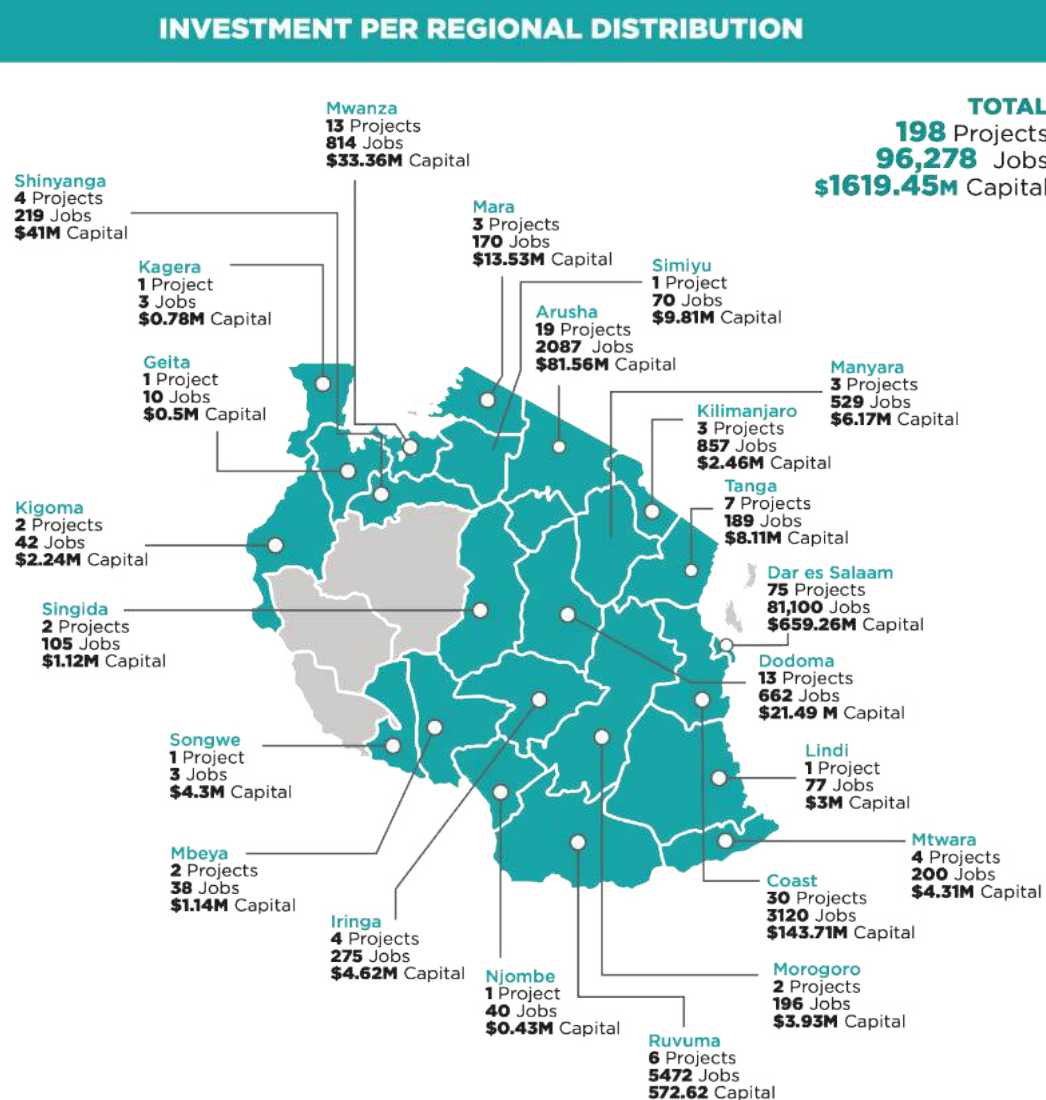 INVESTMENT PER REGIONAL DISTRIBUTION
TOTAL
198 Projects
96,278 Jobs
$1619.45M Capital
Mwanza
13 Projects
814 Jobs
$33.36M Capital
Shinyanga
4 Projects
219 Jobs
$41M Capital
Mara
3 Projects
170 Jobs
$13.53M Capital
Kagera
1 Project
3 Jobs
$0.78M Capital
Simiyu
1 Project
70 Jobs
$9.81M Capital
Arusha
19 Projects
2087 Jobs
$81.56M Capital
Geita
1 Project
10 Jobs
$0.5M Capital
Manyara
3 Projects
529 Jobs
$6.17M Capital
Kilimanjaro
3 Projects
857 Jobs
$2.46M Capital
Tanga
7 Projects
189 Jobs
$8.11M Capital
Kigoma
2 Projects
42 Jobs
$2.24M Capital
Dar es Salaam
75 Projects
81,100 Jobs
$659.26M Capital
Singida
2 Projects
105 Jobs
$1.12M Capital
Dodoma
13 Projects
662 Jobs
$21.49 M Capital
Songwe
1 Project
3 Jobs
$4.3M Capital
Lindi
1 Project
77 Jobs
$3M Capital
Mbeya
2 Projects
38 Jobs
$1.14M Capital
Mtwara
4 Projects
200 Jobs
$4.31M Capital
Coast
30 Projects
3120 Jobs
$143.71M Capital
Iringa
4 Projects
275 Jobs
$4.62M Capital
Njombe
1 Project
40 Jobs
$0.43M Capital
Morogoro
2 Projects
196 Jobs
$3.93M Capital
Ruvuma
6 Projects
5472 Jobs
572.62 Capital